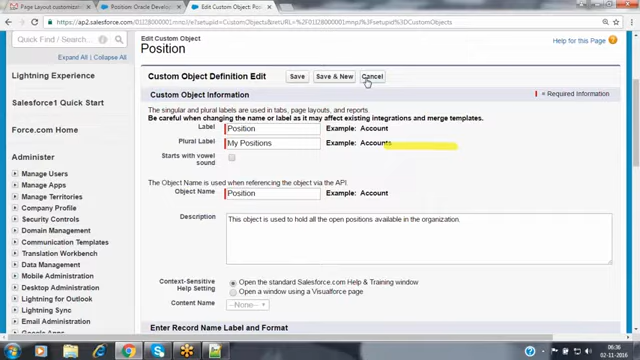 Page Layout customizatio
Position: Oracle Develo
Edit Custom Object: Po
https://ap2.salesforce.com/
setupid=CustomObjects&retURL=
setup%3DCustomObjects
Quick Find / Search...
Expand All | Collapse All
Lightning Experience
Salesforce1 Quick Start
Force.com Home
Administer
Manage Users
Manage Apps
Manage Territories
Company Profile
Security Controls
Domain Management
Communication Templates
Translation Workbench
Data Management
Mobile Administration
Desktop Administration
Lightning for Outlook
Lightning Sync
Email Administration
Edit Custom Object
Position
Help for this Page
Custom Object Definition Edit
Save
Save & New
Cancel
Custom Object Information
= Required Information
The singular and plural labels are used in tabs, page layouts, and reports.
Be careful when changing the name or label as it may affect existing integrations and merge templates.
Label Position Example: Account
Plural Label My Positions Example: Accounts
Starts with vowel sound
The Object Name is used when referencing the object via the API.
Object Name Position Example: Account
Description This object is used to hold all the open positions available in the organization.
Context-Sensitive Help Setting Open the standard Salesforce.com Help & Training window
Open a window using a Visualforce page
Content Name --None--
Enter Record Name Label and Format
06:36
02-11-2016